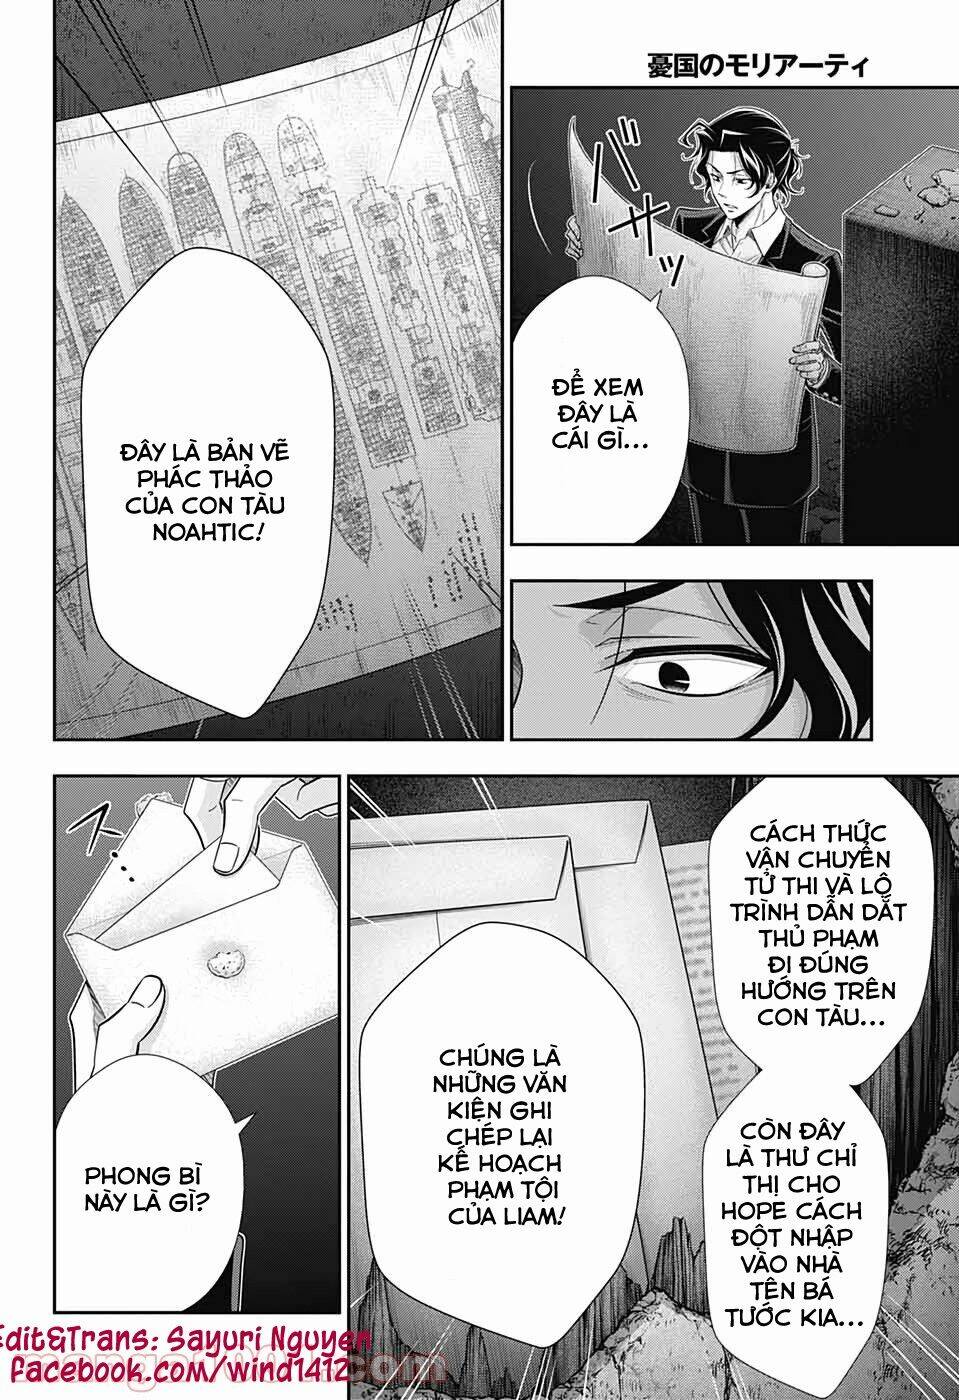 憂国のモリアーティ
ĐỂ XEM
ĐÂY LÀ
CÁI GÌ...
ĐÂY LÀ BẢN VẼ
PHÁC THẢO
CỦA CON TÀU
NOAHTIC!
CÁCH THỨC
VẬN CHUYỂN
TỬ THI VÀ LỘ
TRÌNH DẪN DẮT
THỦ PHẠM
ĐI ĐÚNG
HƯỚNG TRÊN
CON TÀU...
CÒN ĐÂY
LÀ THƯ CHỈ
THỊ CHO
HOPE CÁCH
ĐỘT NHẬP
VÀO NHÀ
TÊN BÁ
TƯỚC KIA...
CHÚNG LÀ
NHỮNG VĂN
KIỆN GHI
CHÉP LẠI
KẾ HOẠCH
PHẠM TỘI
CỦA LIAM!
PHONG BÌ
NÀY LÀ GÌ?
Edit&Trans: Sayuri Nguyen
Facebook.com/wind1412